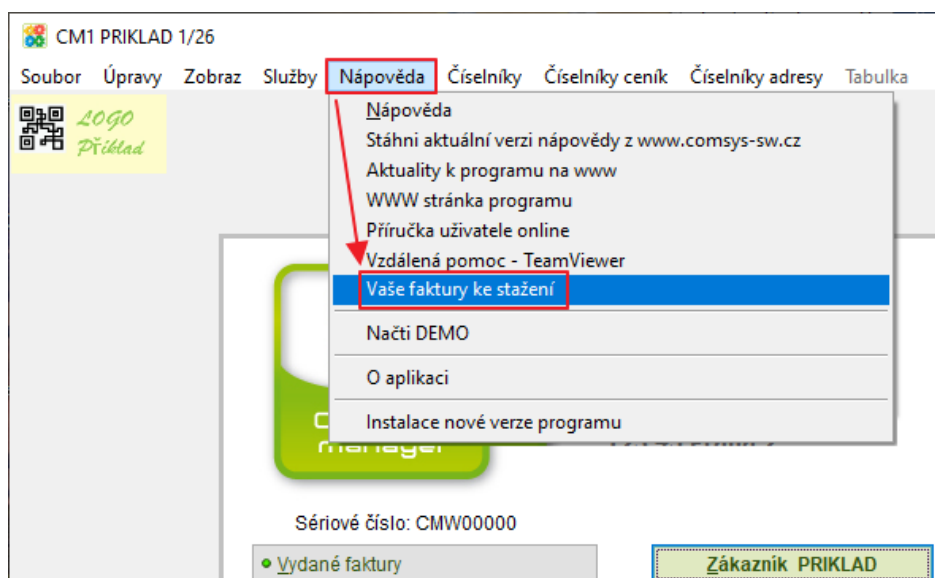 CM1 PRIKLAD 1/26
Soubor Úpravy Zobraz Služby Nápověda Číselníky Číselníky ceník Číselníky adresy Tabulka
LOGO
Příklad
Nápověda
Stáhni aktuální verzi nápovědy z www.comsys-sw.cz
Aktuality k programu na www
WWW stránka programu
Příručka uživatele online
Vzdálená pomoc - TeamViewer
Vaše faktury ke stažení
Načti DEMO
O aplikaci
Instalace nové verze programu
manager
Sériové číslo: CMW00000
Vydané faktury
Zákazník PRIKLAD